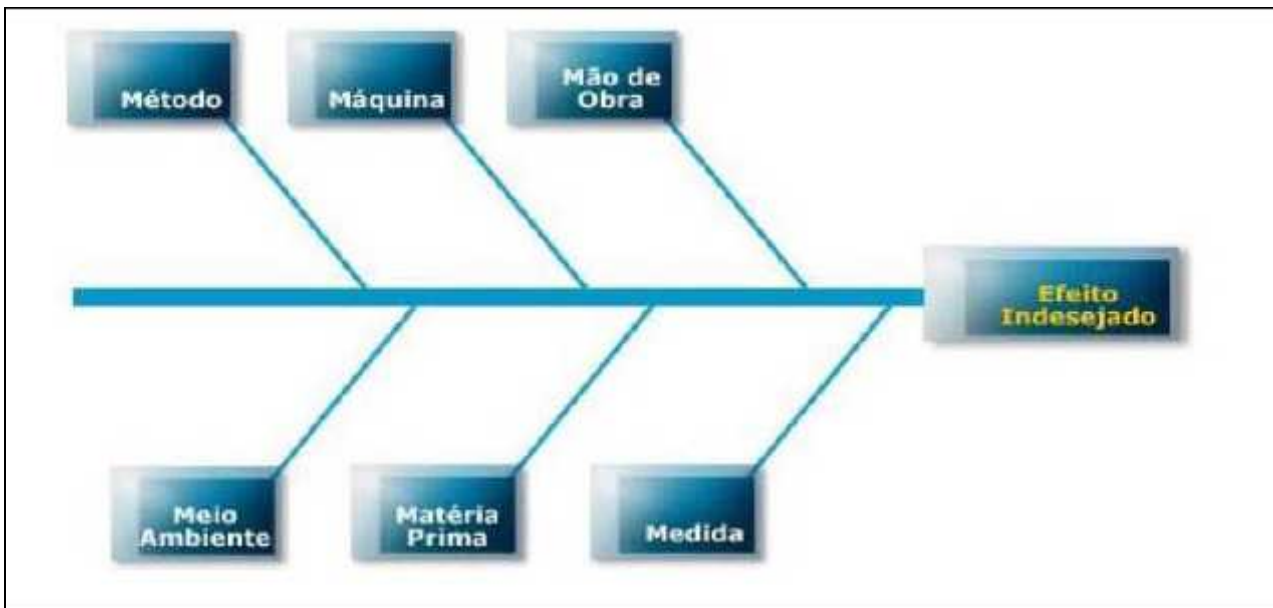 Método
Máquina
Mão de
Obra
Efeito
Indesejado
Meio
Ambiente
Matéria
Prima
Medida